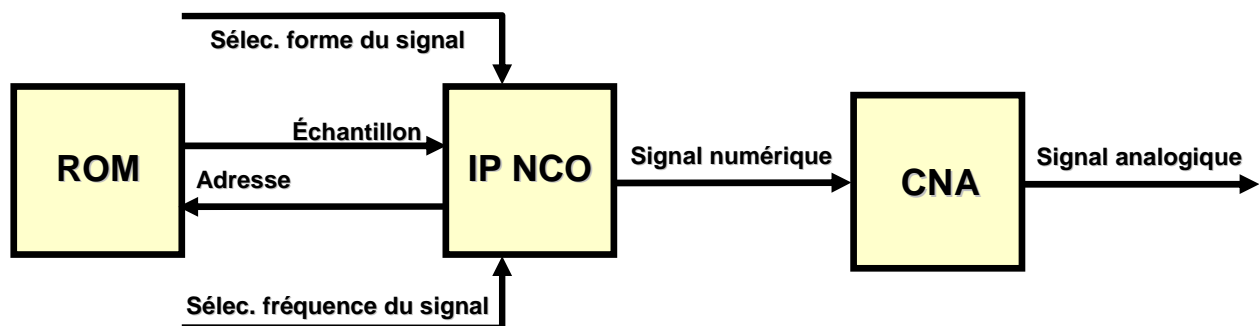 Sélec. forme du signal
ROM
Échantillon
Adresse
IP NCO
Signal numérique
CNA
Signal analogique
Sélec. fréquence du signal